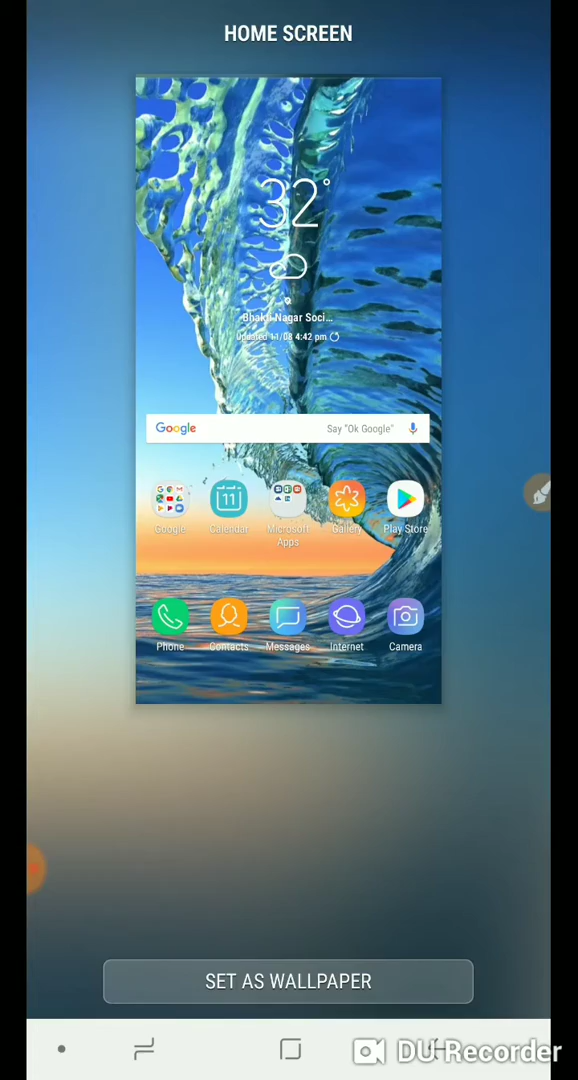 HOME SCREEN
32°
Bhakti Nagar Soci...
Updated 11/08 4:42 pm
Google Say "Ok Google"
11
Google Calendar Microsoft Apps Gallery Play Store
Phone Contacts Messages Internet Camera
SET AS WALLPAPER
DU Recorder